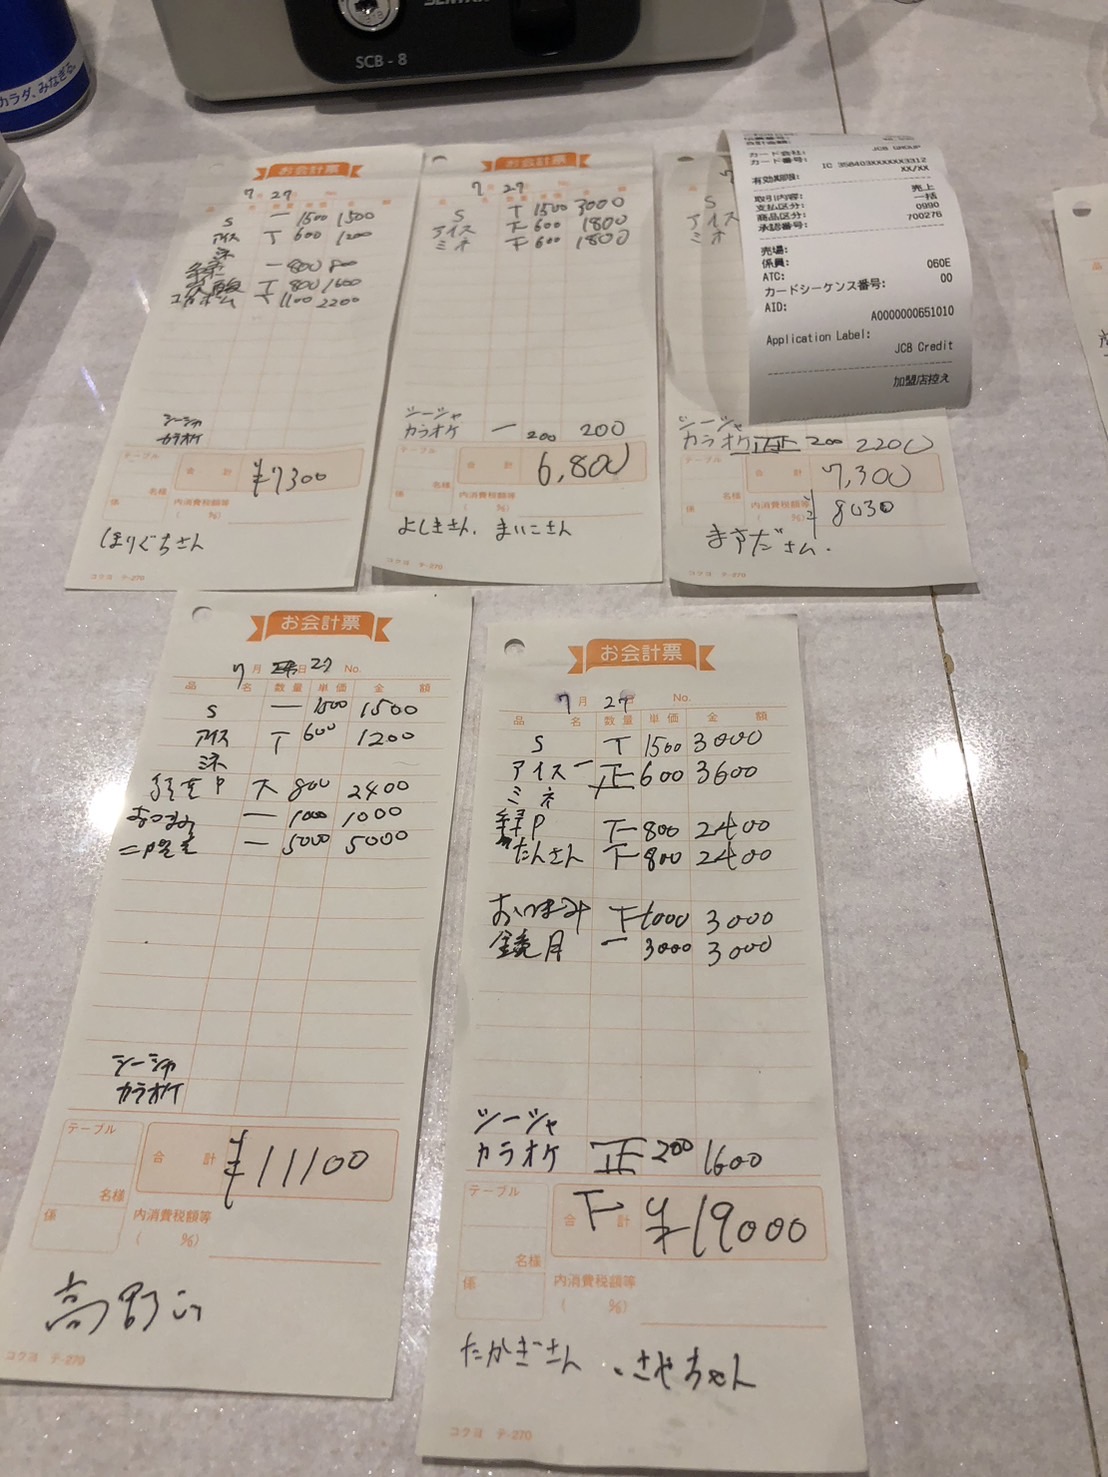 カラダ、みなぎる。
SCB-8
お会計票
7月 27
S 一 1500 1500
アイス T 600 1200
一 800 800
T 800 1600
T 1100 2200
シーシャ
カラオケ
テーブル
合計 ¥7300
名様
係
内消費税額等
( %)
ほりぐちさん
コクヨ テ-270
お会計票
7 27
S T 1500 3000
アイス 下 600 1800
ミネ 下 600 1800
シーシャ
カラオケ 一 200 200
テーブル
合計 6,800
名様
係
内消費税額等
( %)
よしきさん、まいこさん
コクヨ テ-270
7
S
アイス
ミネ
カード会社: JCB GROUP
カード番号: IC 358403XXXXXX3312
有効期限: XX/XX
取引内容: 売上
支払区分: 一括
商品区分: 0990
承認番号: 700276
売場:
係員:
ATC: 060E
カードシーケンス番号: 00
AID:
A0000000651010
Application Label:
JCB Credit
加盟店控え
シーシャ
カラオケ 正正一 200 2200
テーブル
合計 7,300
名様
係
内消費税額等
( %)
¥8030
まさださん.
コクヨ テ-270
お会計票
7月 日 27 No.
品名 数量 単価 金額
S 一 1500 1500
アイス T 600 1200
ミネ
P 下 800 2400
おつまみ 一 1000 1000
一 5000 5000
シーシャ
カラオケ
テーブル
合計 ¥11100
名様
係
内消費税額等
( %)
高野
コクヨ テ-270
お会計票
7月 27日 No.
品名 数量 単価 金額
S T 1500 3000
アイス 正一 600 3600
ミネ
緑P 下 800 2400
たんさん 下 800 2400
おつまみ 下 1000 3000
鏡月 一 3000 3000
シーシャ
カラオケ 正下 200 1600
テーブル
合計 ¥19000
名様
係
内消費税額等
( %)
たかぎさん 、さやちゃん
コクヨ テ-270